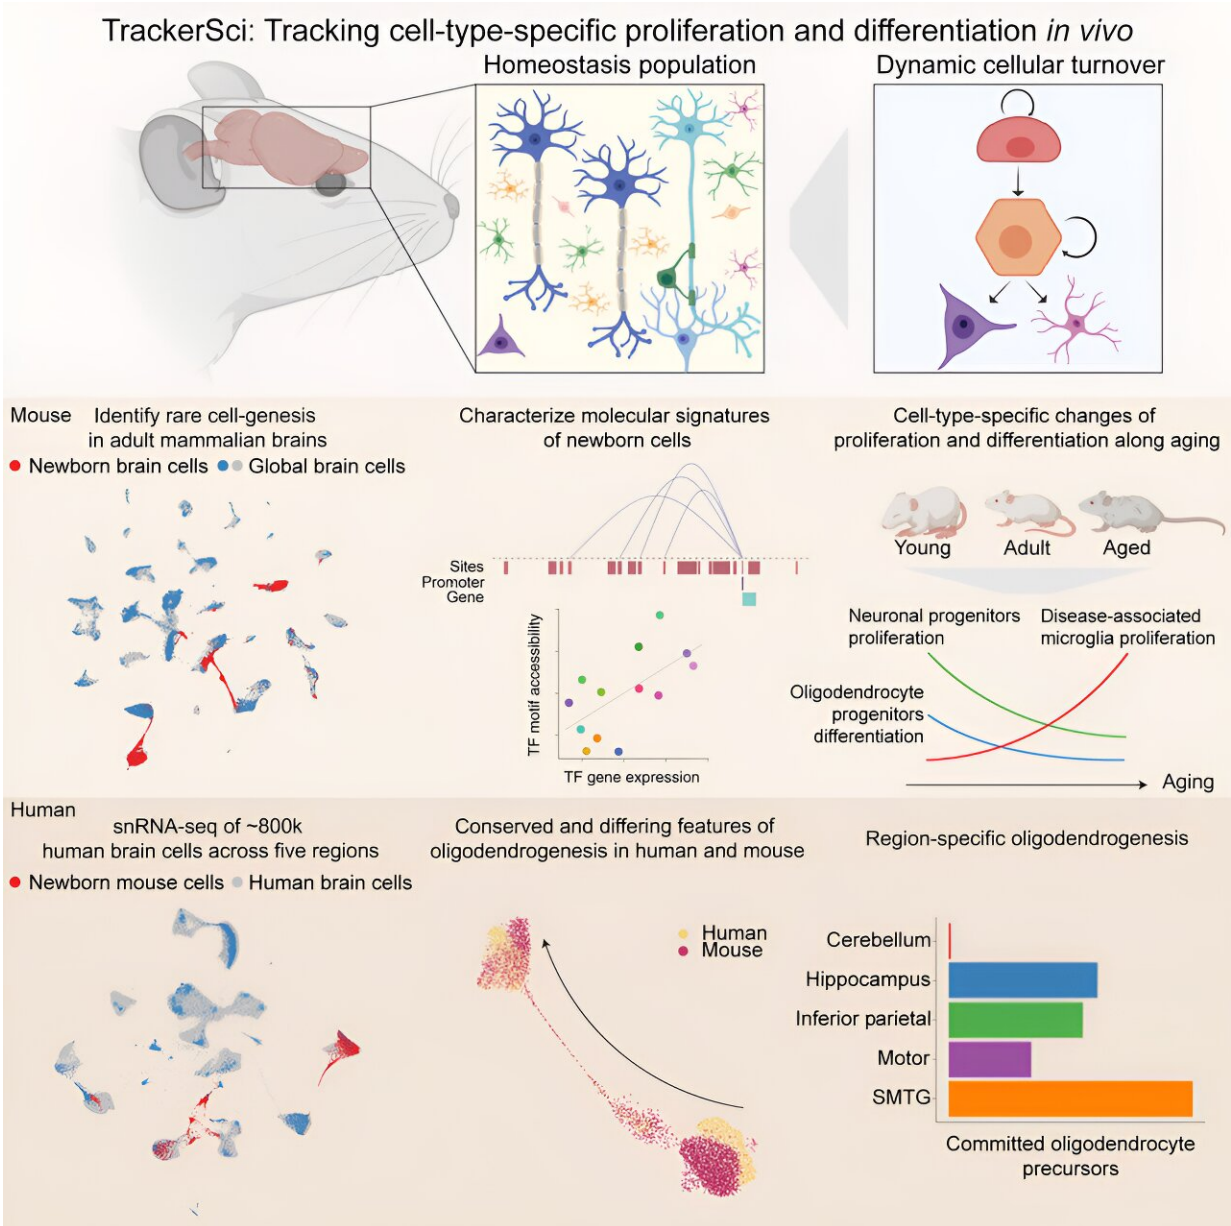 TrackerSci: Tracking cell-type-specific proliferation and differentiation in vivo
Homeostasis population
Dynamic cellular turnover
Mouse
Identify rare cell-genesis
in adult mammalian brains
Newborn brain cells
Global brain cells
Characterize molecular signatures
of newborn cells
Sites
Promoter
Gene
TF motif accessibility
TF gene expression
Cell-type-specific changes of
proliferation and differentiation along aging
Young
Adult
Aged
Neuronal progenitors
proliferation
Disease-associated
microglia proliferation
Oligodendrocyte
progenitors
differentiation
Aging
Human
snRNA-seq of ~800k
human brain cells across five regions
Newborn mouse cells
Human brain cells
Conserved and differing features of
oligodendrogenesis in human and mouse
Human
Mouse
Region-specific oligodendrogenesis
Cerebellum
Hippocampus
Inferior parietal
Motor
SMTG
Committed oligodendrocyte
precursors